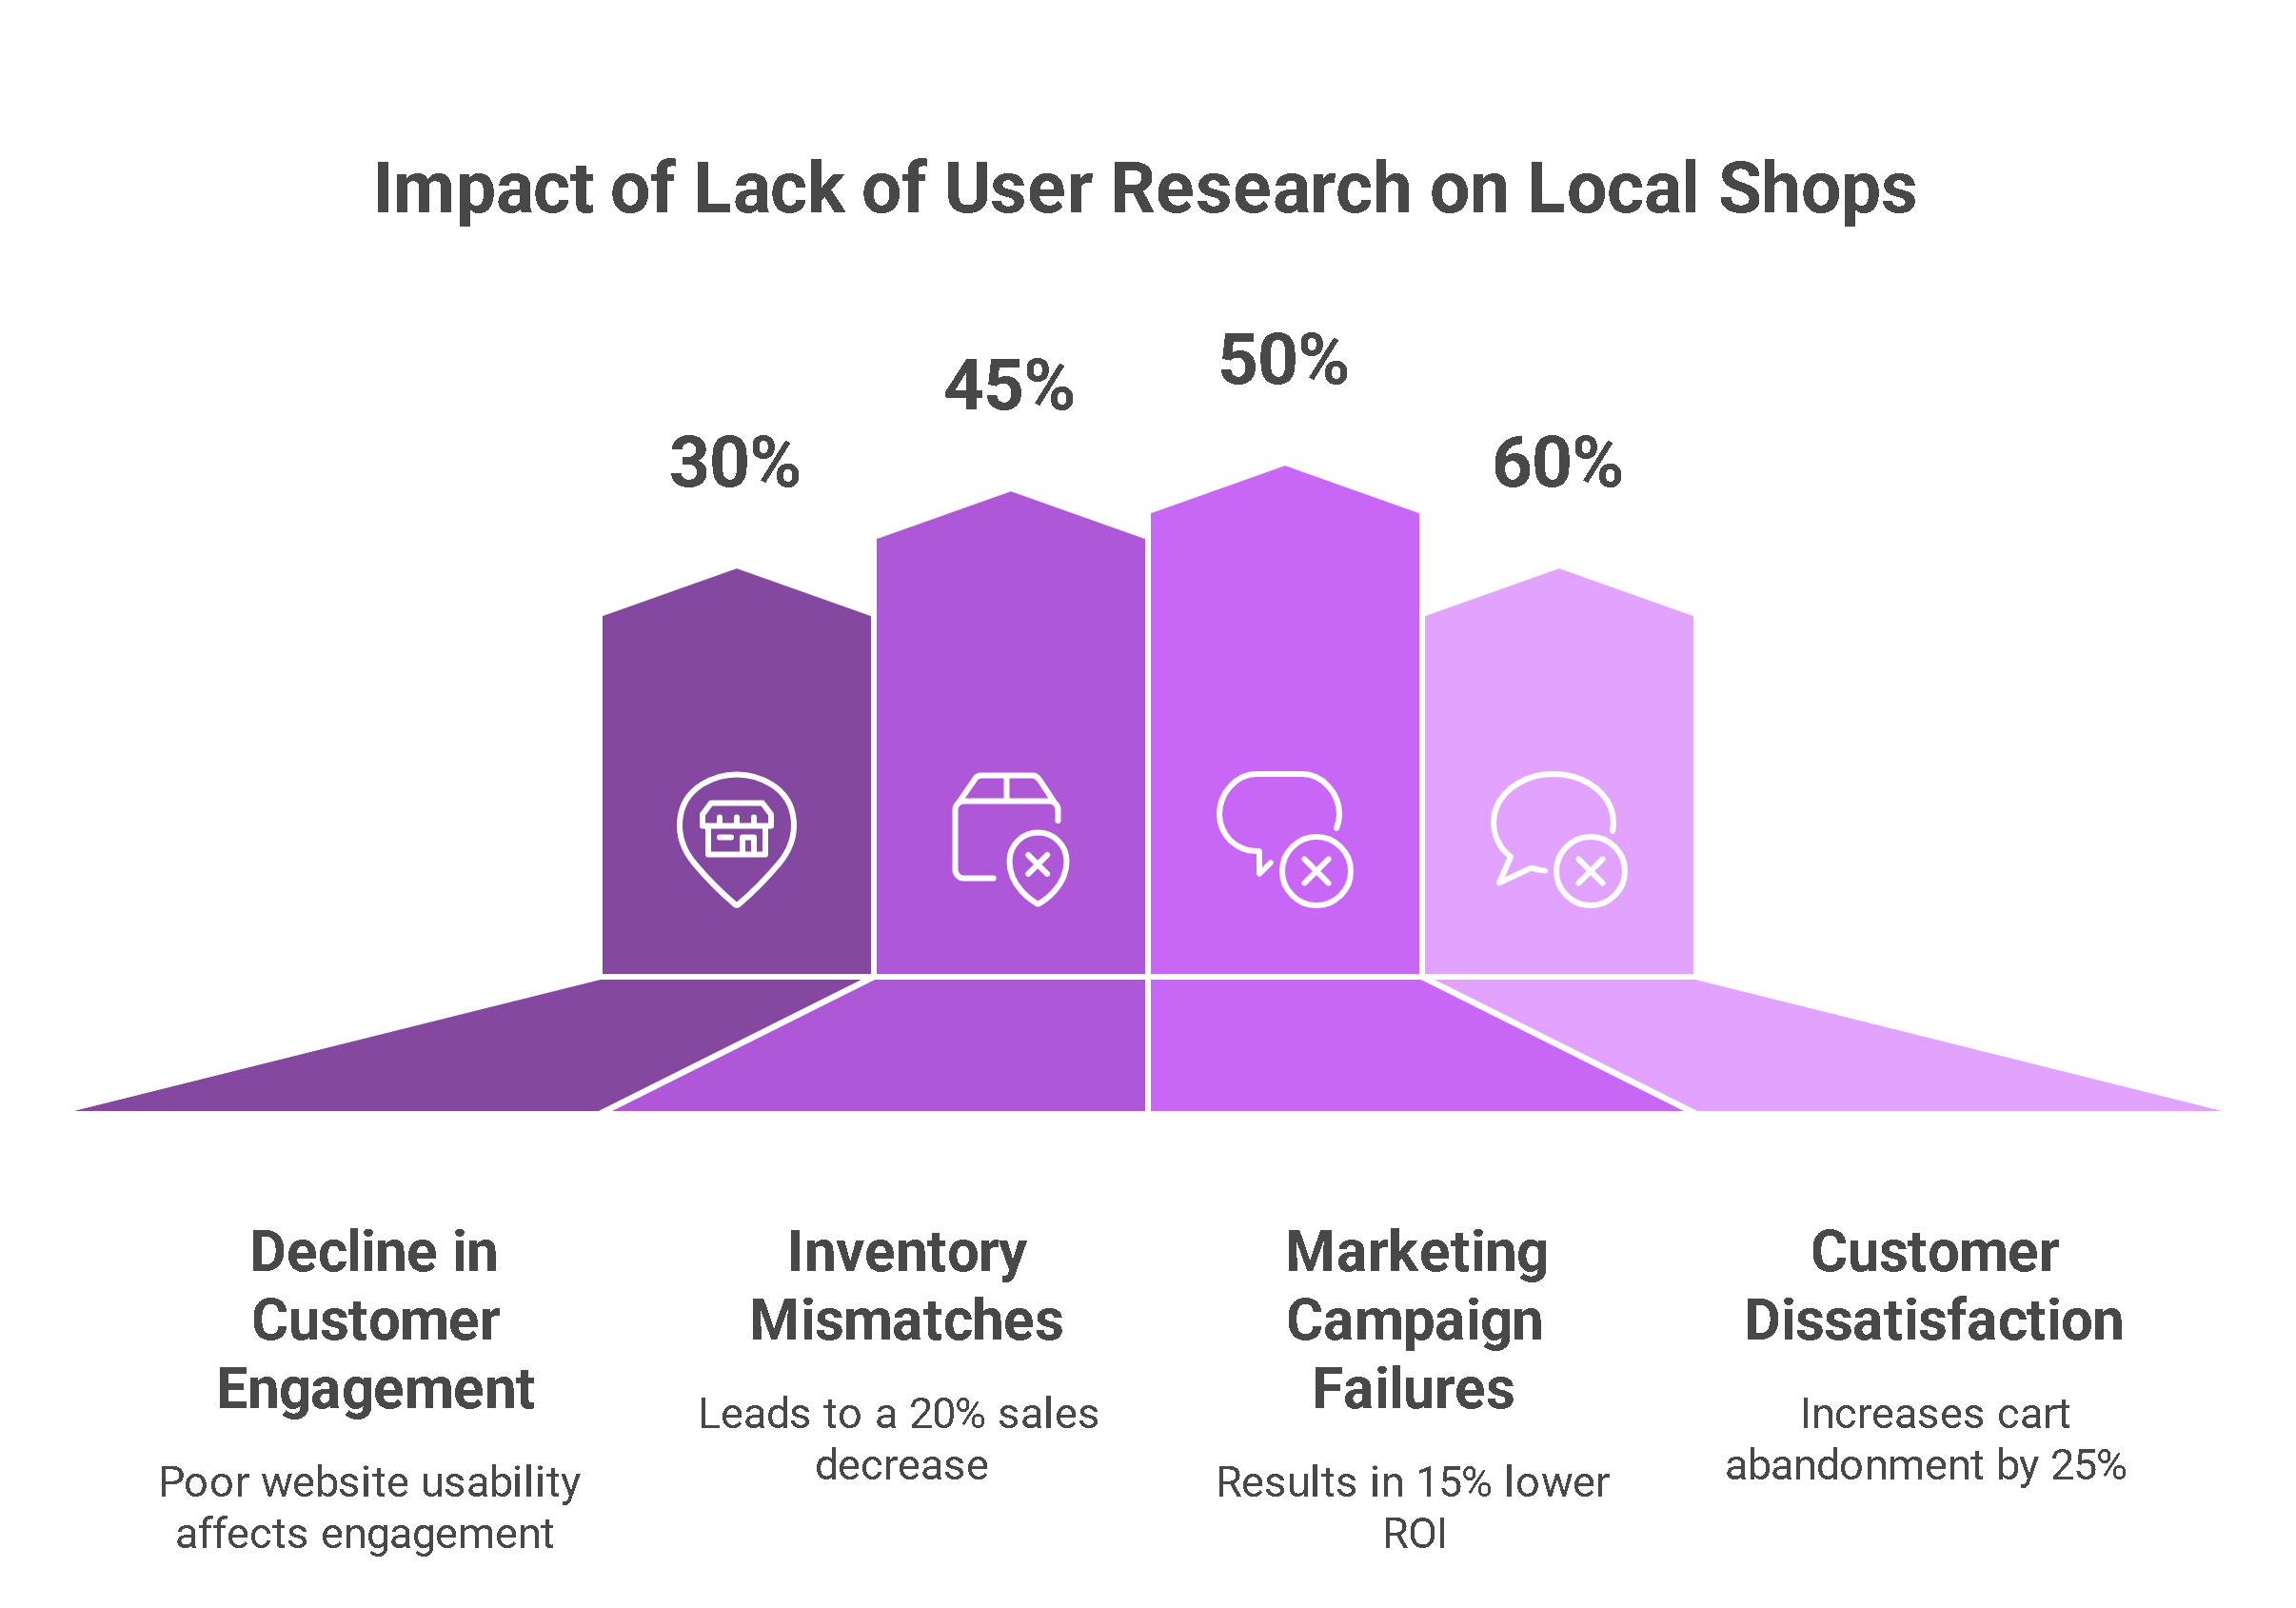 Impact of Lack of User Research on Local Shops
30%
45%
50%
60%
Decline in
Customer
Engagement
Poor website usability
affects engagement
Inventory
Mismatches
Leads to a 20% sales
decrease
Marketing
Campaign
Failures
Results in 15% lower
ROI
Customer
Dissatisfaction
Increases cart
abandonment by 25%